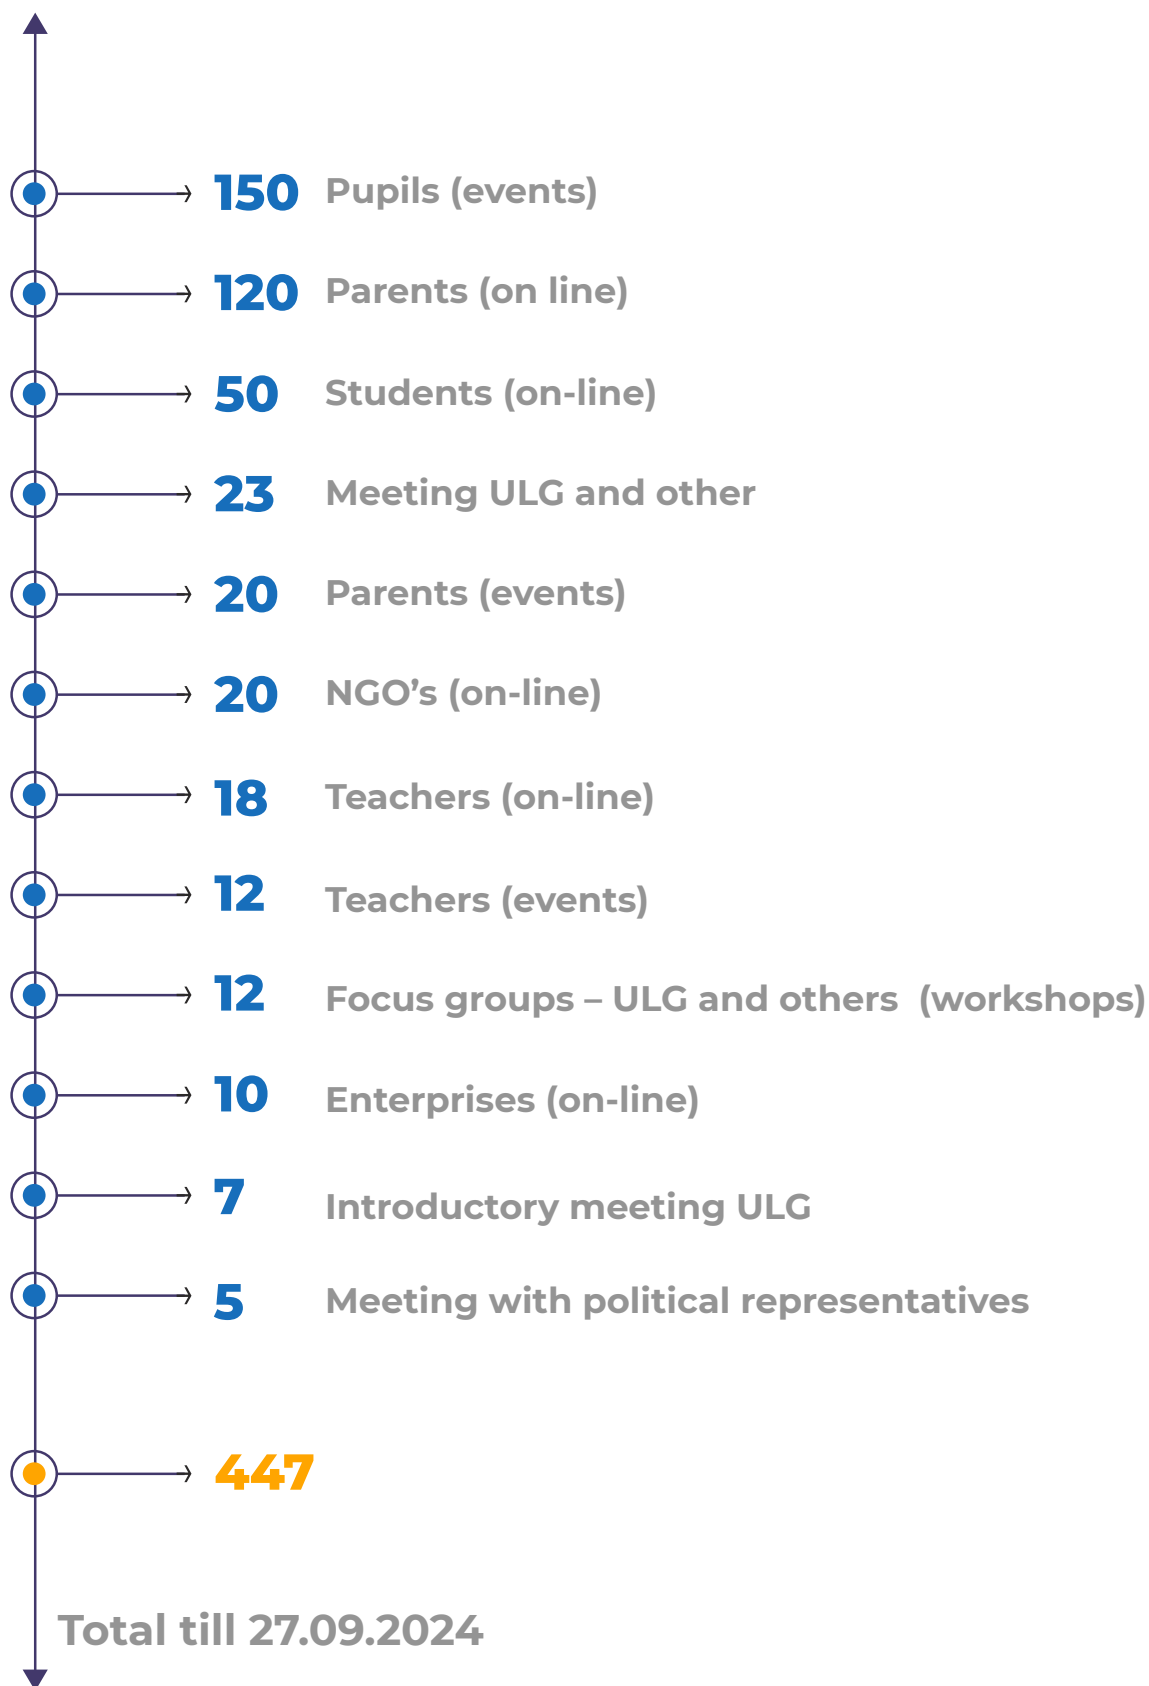 150 Pupils (events)
120 Parents (on line)
50 Students (on-line)
23 Meeting ULG and other
20 Parents (events)
20 NGO’s (on-line)
18 Teachers (on-line)
12 Teachers (events)
12 Focus groups – ULG and others (workshops)
10 Enterprises (on-line)
7 Introductory meeting ULG
5 Meeting with political representatives
447
Total till 27.09.2024